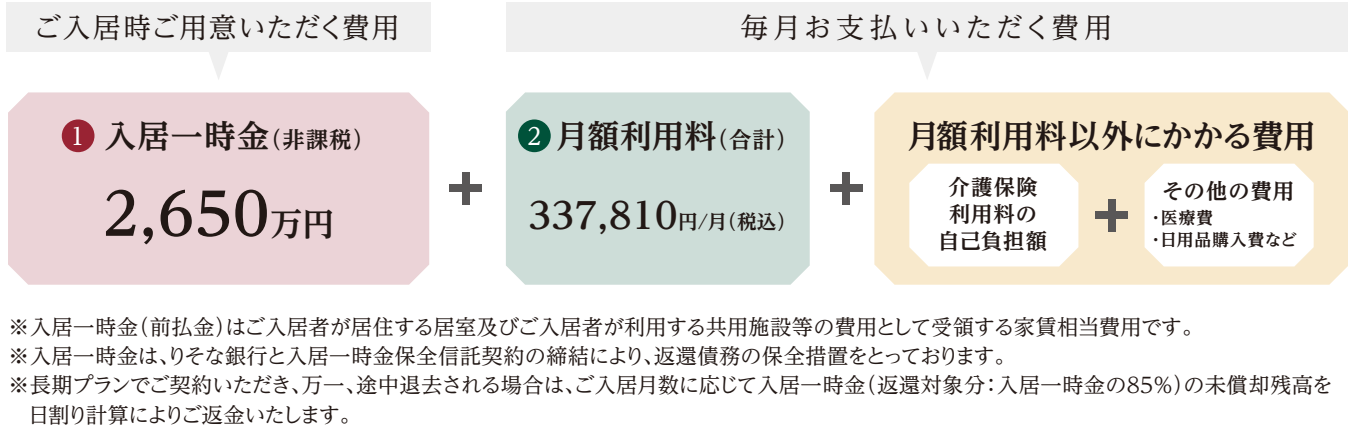 ご入居時ご用意いただく費用
毎月お支払いいただく費用
❶ 入居一時金(非課税)
2,650万円
+
❷ 月額利用料(合計)
337,810円/月(税込)
+
月額利用料以外にかかる費用
介護保険
利用料の
自己負担額
+
その他の費用
・医療費
・日用品購入費など
※入居一時金(前払金)はご入居者が居住する居室及びご入居者が利用する共用施設等の費用として受領する家賃相当費用です。
※入居一時金は、りそな銀行と入居一時金保全信託契約の締結により、返還債務の保全措置をとっております。
※長期プランでご契約いただき、万一、途中退去される場合は、ご入居月数に応じて入居一時金(返還対象分:入居一時金の85%)の未償却残高を
日割り計算によりご返金いたします。